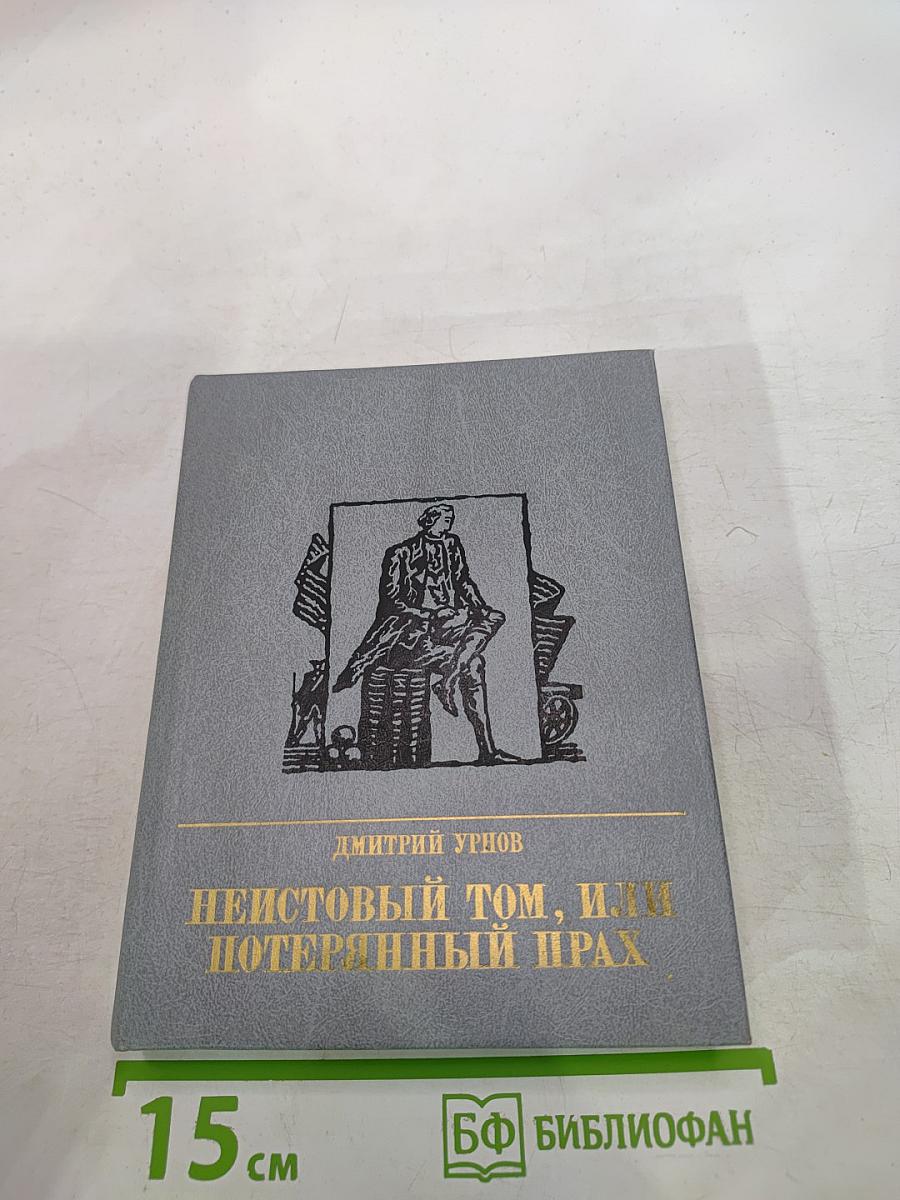 ДМИТРИЙ УРНОВ
НЕИСТОВЫЙ ТОМ, ИЛИ
ПОТЕРЯННЫЙ ПРАХ
15 см
БФ БИБЛИОФАН